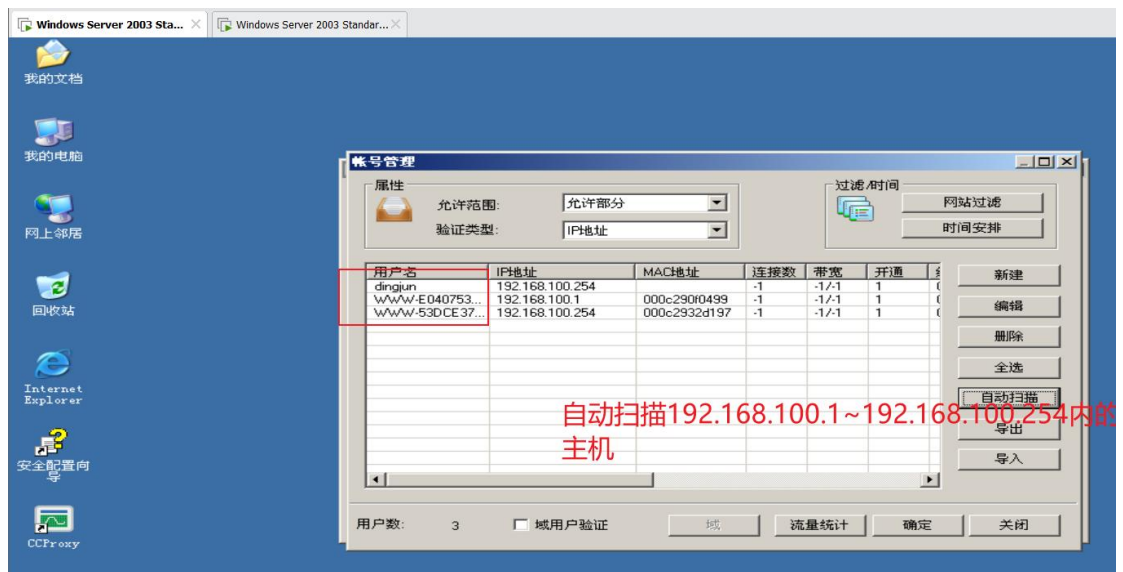 Windows Server 2003 Sta...
Windows Server 2003 Standar...
我的文档
我的电脑
网上邻居
回收站
Internet
Explorer
安全配置向
导
CCProxy
帐号管理
属性
允许范围:
允许部分
验证类型:
IP地址
过滤/时间
网站过滤
时间安排
用户名 IP地址 MAC地址 连接数 带宽 开通
dingjun 192.168.100.254 -1 -1/-1 1
WWW-E040753... 192.168.100.1 000c290f0499 -1 -1/-1 1
WWW-53DCE37... 192.168.100.254 000c2932d197 -1 -1/-1 1
新建
编辑
删除
全选
自动扫描
导出
导入
自动扫描192.168.100.1~192.168.100.254内的
主机
用户数: 3
域用户验证
域
流量统计
确定
关闭